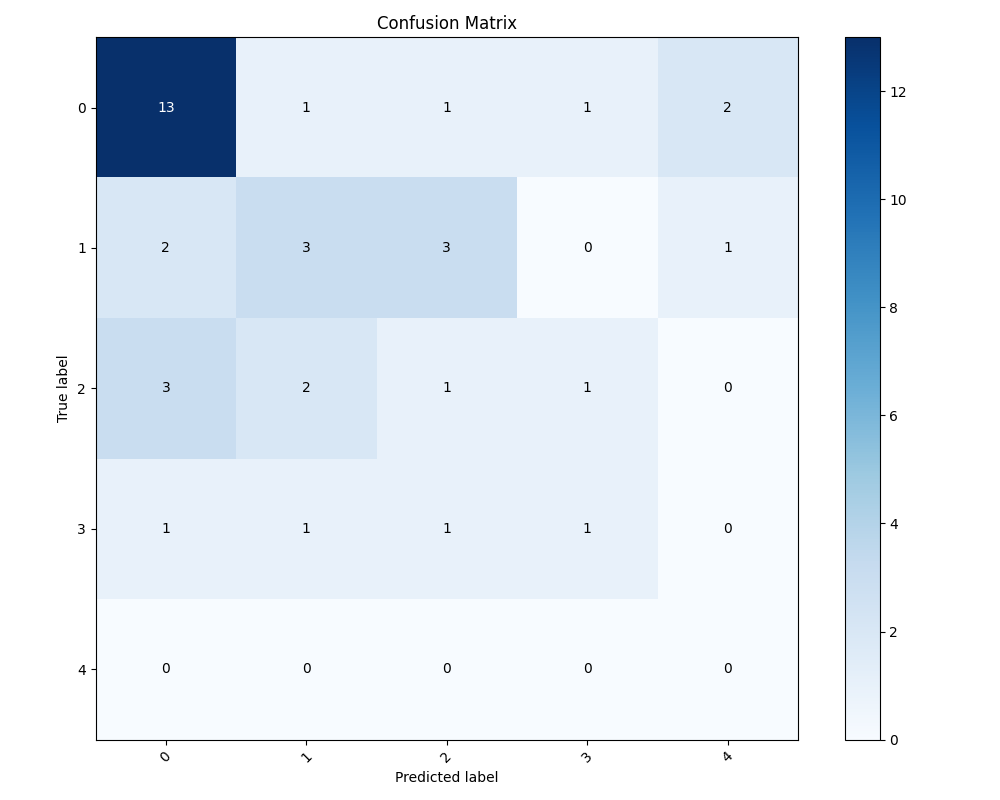 Confusion Matrix
0 13 1 1 1 2
1 2 3 3 0 1
2 3 2 1 1 0
3 1 1 1 1 0
4 0 0 0 0 0
0 1 2 3 4
True label
Predicted label
12
10
8
6
4
2
0